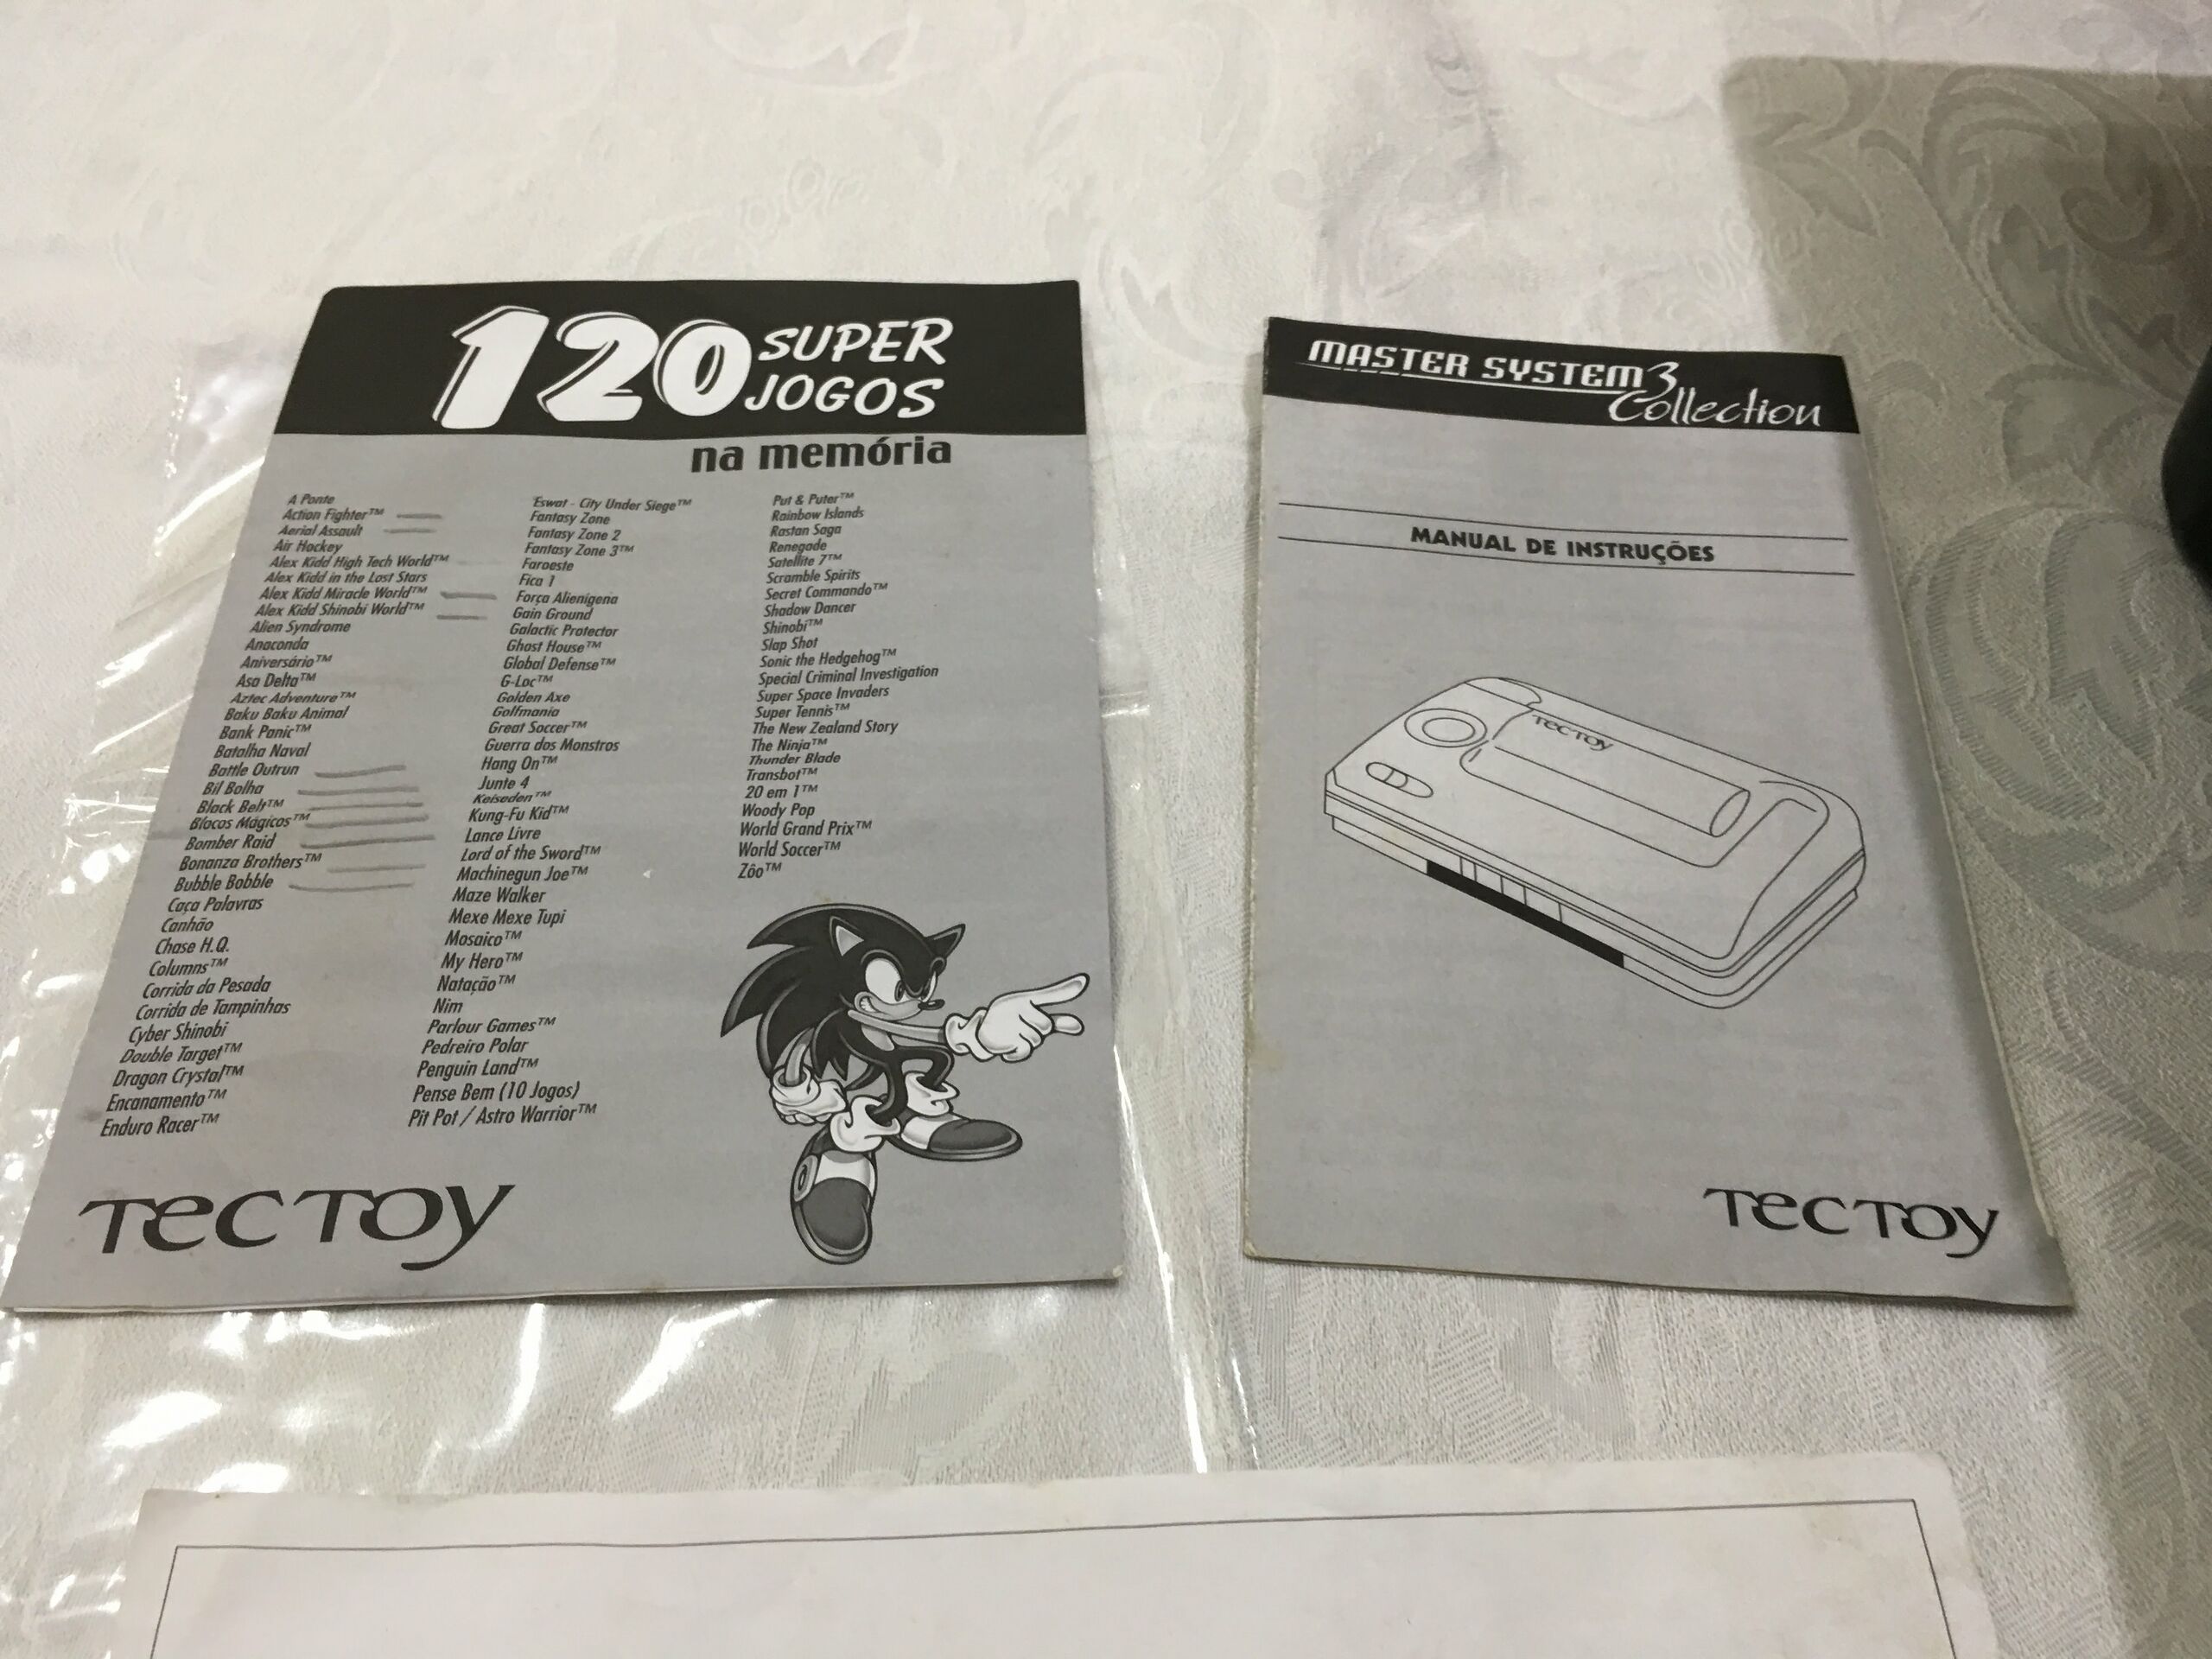 120 SUPER
JOGOS
na memória
A Ponte
Action Fighter™
Aerial Assault
Air Hockey
Alex Kidd High Tech World™
Alex Kidd in the Lost Stars
Alex Kidd Miracle World™
Alex Kidd Shinobi World™
Alien Syndrome
Anaconda
Aniversário™
Asa Delta™
Aztec Adventure™
Baku Baku Animal
Bank Panic™
Batalha Naval
Battle Outrun
Bil Bolha
Black Belt™
Blocos Mágicos™
Bomber Raid
Bonanza Brothers™
Bubble Bobble
Caça Palavras
Canhão
Chase H.Q.
Columns™
Corrida da Pesada
Corrida de Tampinhas
Cyber Shinobi
Double Target™
Dragon Crystal™
Encanamento™
Enduro Racer™
Eswat - City Under Siege™
Fantasy Zone
Fantasy Zone 2
Fantasy Zone 3™
Faroeste
Fica 1
Força Alienígena
Gain Ground
Galactic Protector
Ghost House™
Global Defense™
G-Loc™
Golden Axe
Golfmania
Great Soccer™
Guerra dos Monstros
Hang On™
Junte 4
Keiseden™
Kung-Fu Kid™
Lance Livre
Lord of the Sword™
Machinegun Joe™
Maze Walker
Mexe Mexe Tupi
Mosaico™
My Hero™
Natação™
Nim
Parlour Games™
Pedreiro Polar
Penguin Land™
Pense Bem (10 Jogos)
Pit Pot / Astro Warrior™
Put & Puter™
Rainbow Islands
Rastan Saga
Renegade
Satellite 7™
Scramble Spirits
Secret Commando™
Shadow Dancer
Shinobi™
Slap Shot
Sonic the Hedgehog™
Special Criminal Investigation
Super Space Invaders
Super Tennis™
The New Zealand Story
The Ninja™
Thunder Blade
Transbot™
20 em 1™
Woody Pop
World Grand Prix™
World Soccer™
Zôo™
TECTOY
MASTER SYSTEM 3
Collection
MANUAL DE INSTRUÇÕES
TECTOY
TECTOY